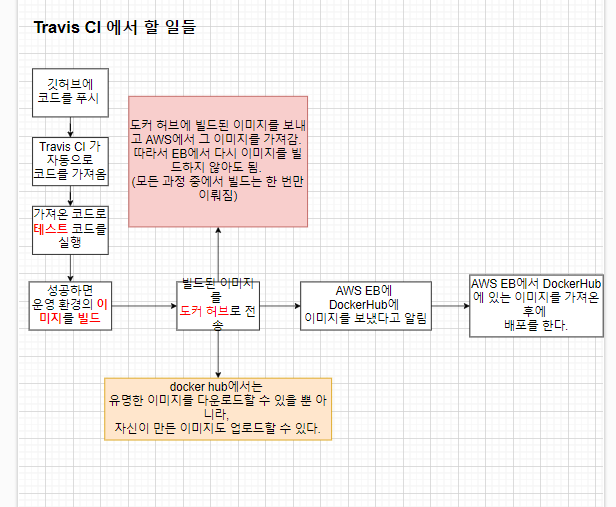 Travis CI 에서 할 일들
깃허브에
코드를 푸시
Travis CI 가
자동으로
코드를 가져옴
가져온 코드로
테스트 코드를
실행
성공하면
운영 환경의 이
미지를 빌드
도커 허브에 빌드된 이미지를 보내
고 AWS에서 그 이미지를 가져감.
따라서 EB에서 다시 이미지를 빌
드하지 않아도 됨.
(모든 과정 중에서 빌드는 한 번만
이뤄짐)
빌드된 이미지
를
도커 허브로 전
송
AWS EB에
DockerHub에
이미지를 보냈다고 알림
AWS EB에서 DockerHub
에 있는 이미지를 가져온
후에
배포를 한다.
docker hub에서는
유명한 이미지를 다운로드할 수 있을 뿐 아
니라,
자신이 만든 이미지도 업로드할 수 있다.